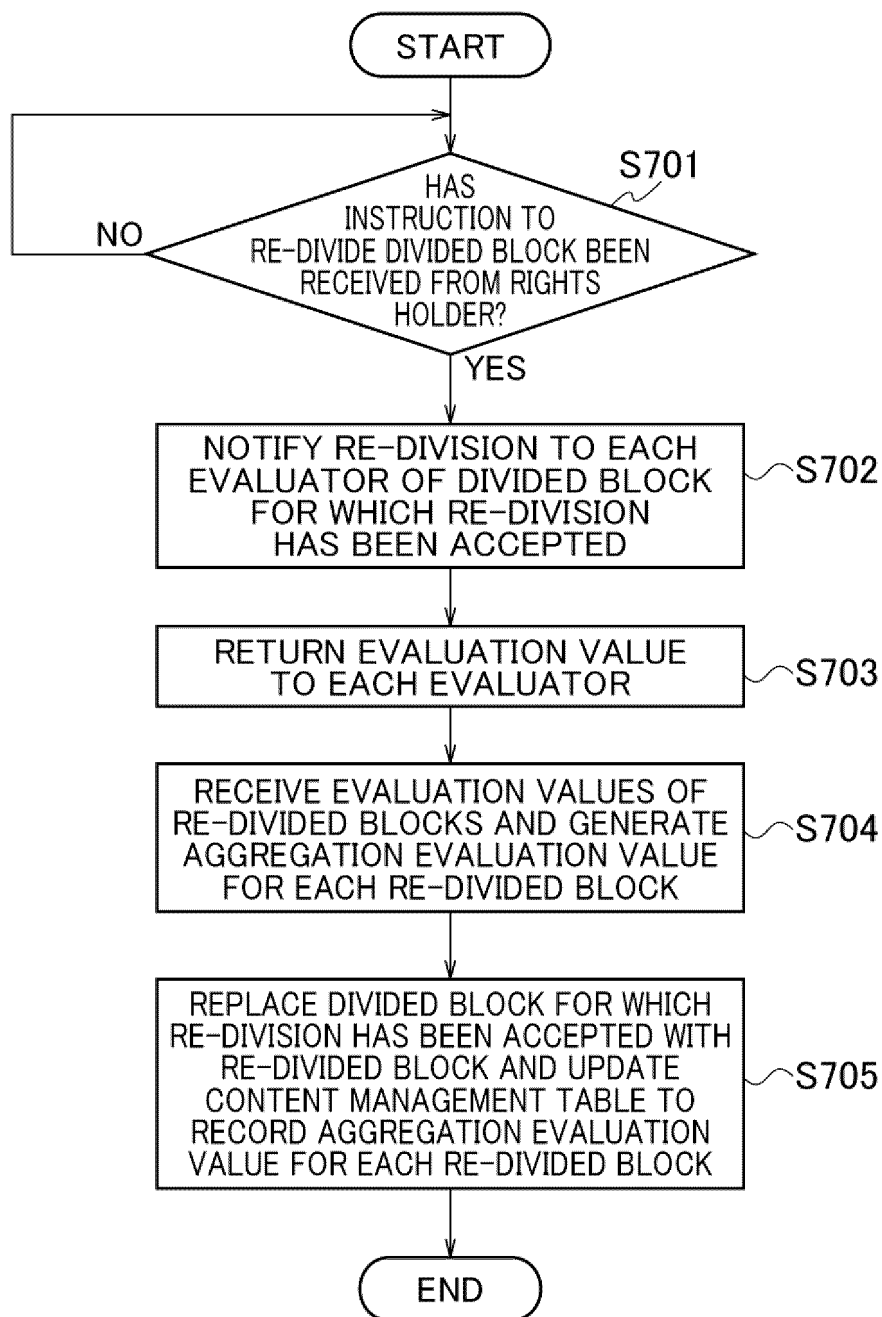 START
S701
HAS
INSTRUCTION TO
RE-DIVIDE DIVIDED BLOCK BEEN
RECEIVED FROM RIGHTS
HOLDER?
NO
YES
NOTIFY RE-DIVISION TO EACH
EVALUATOR OF DIVIDED BLOCK
FOR WHICH RE-DIVISION
HAS BEEN ACCEPTED
S702
RETURN EVALUATION VALUE
TO EACH EVALUATOR
S703
RECEIVE EVALUATION VALUES OF
RE-DIVIDED BLOCKS AND GENERATE
AGGREGATION EVALUATION VALUE
FOR EACH RE-DIVIDED BLOCK
S704
REPLACE DIVIDED BLOCK FOR WHICH
RE-DIVISION HAS BEEN ACCEPTED WITH
RE-DIVIDED BLOCK AND UPDATE
CONTENT MANAGEMENT TABLE TO
RECORD AGGREGATION EVALUATION
VALUE FOR EACH RE-DIVIDED BLOCK
S705
END